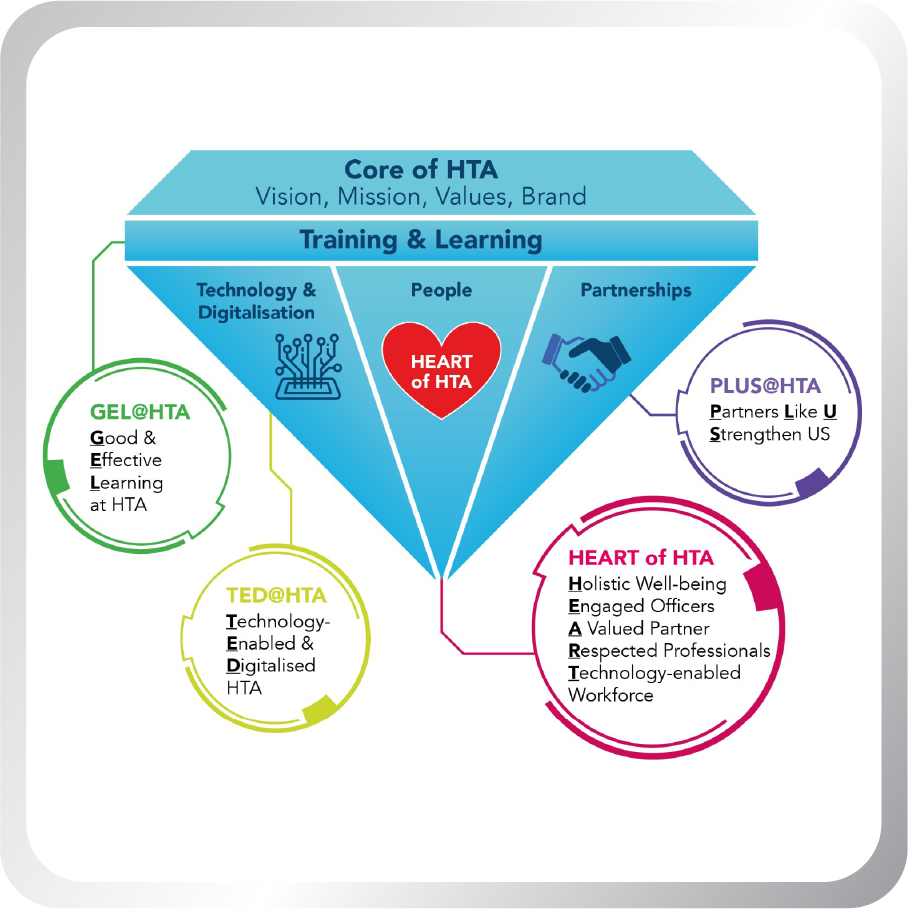 Core of HTA
Vision, Mission, Values, Brand
Training & Learning
Technology &
Digitalisation
People
Partnerships
HEART
of HTA
GEL@HTA
Good &
Effective
Learning
at HTA
TED@HTA
Technology-
Enabled &
Digitalised
HTA
HEART of HTA
Holistic Well-being
Engaged Officers
A Valued Partner
Respected Professionals
Technology-enabled
Workforce
PLUS@HTA
Partners Like U
Strengthen US